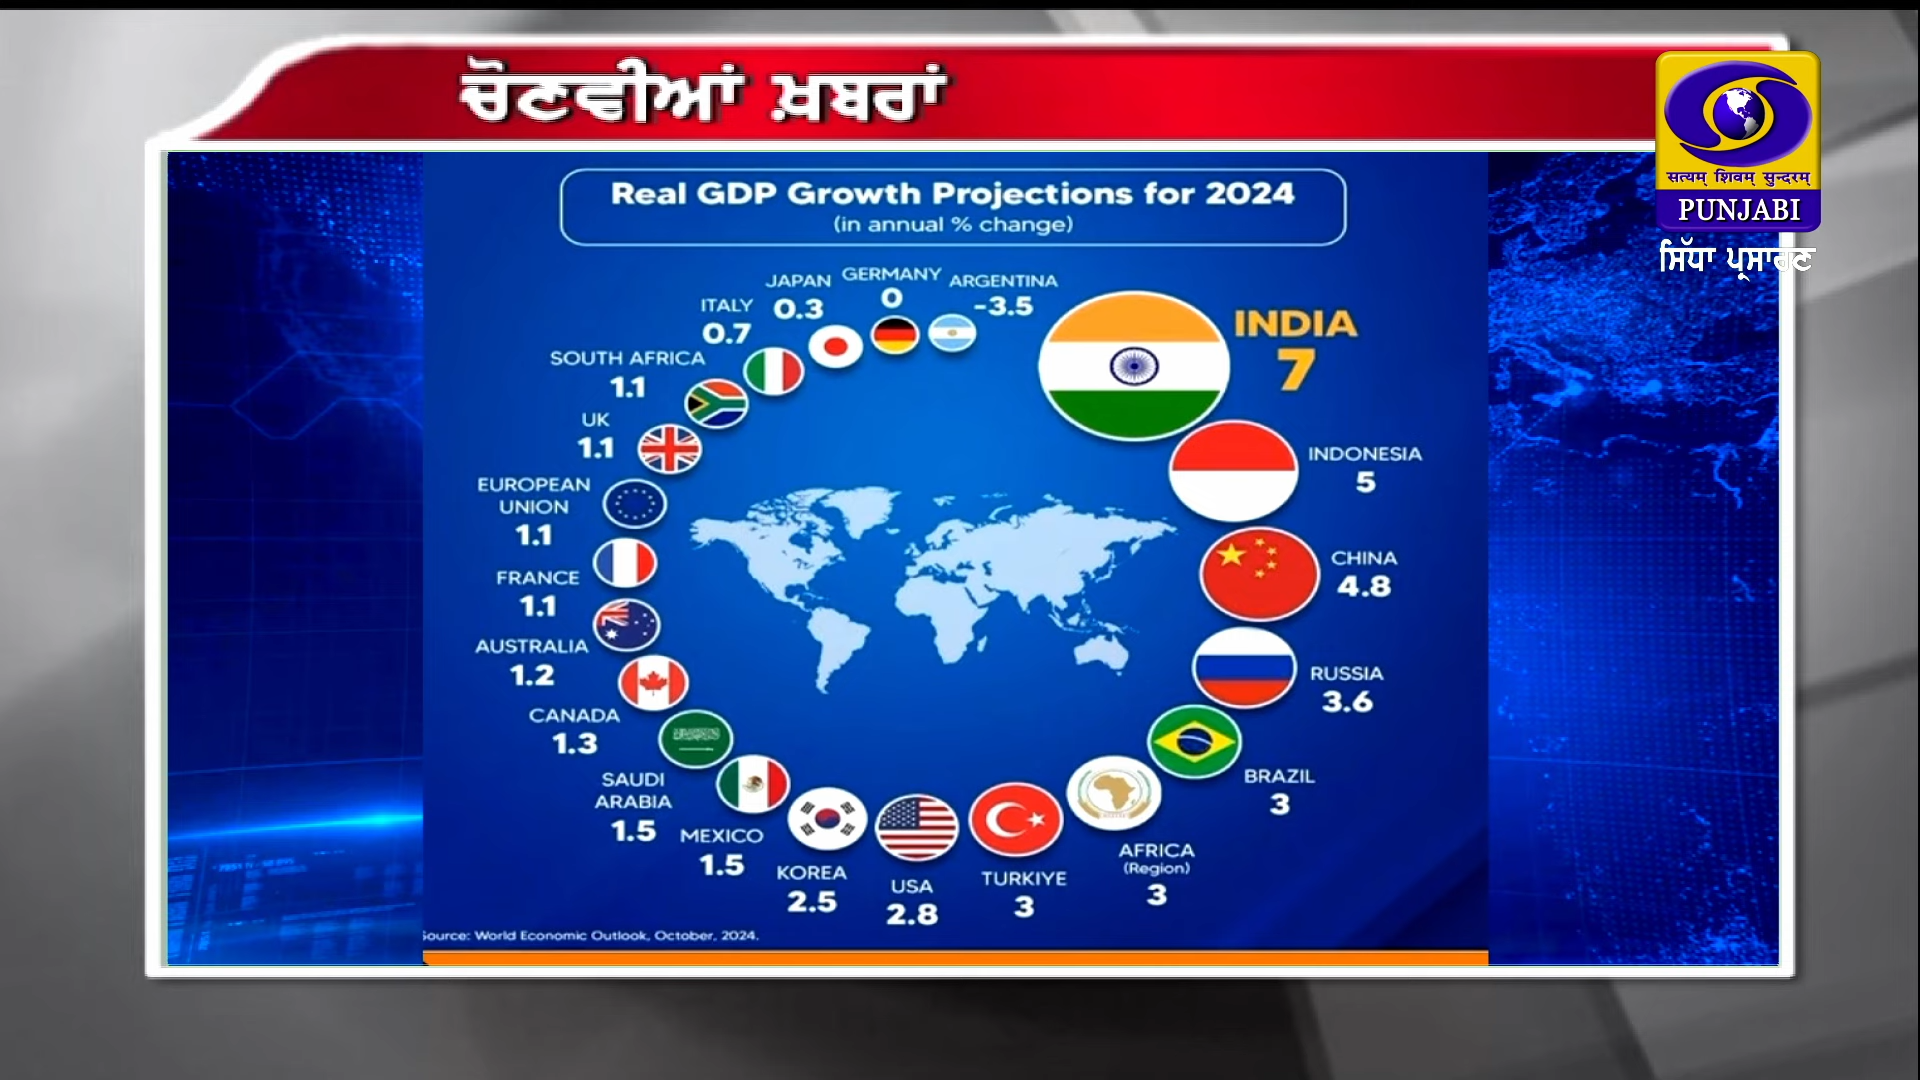 ਚੋਣਵੀਆਂ ਖ਼ਬਰਾਂ
सत्यम् शिवम् सुन्दरम्
PUNJABI
ਸਿੱਧਾ ਪ੍ਰਸਾਰਣ
Real GDP Growth Projections for 2024
(in annual % change)
INDIA
7
INDONESIA
5
CHINA
4.8
RUSSIA
3.6
BRAZIL
3
AFRICA
(Region)
3
TURKIYE
3
USA
2.8
KOREA
2.5
MEXICO
1.5
SAUDI
ARABIA
1.5
CANADA
1.3
AUSTRALIA
1.2
FRANCE
1.1
EUROPEAN
UNION
1.1
UK
1.1
SOUTH AFRICA
1.1
ITALY
0.7
JAPAN
0.3
GERMANY
0
ARGENTINA
-3.5
Source: World Economic Outlook, October, 2024.